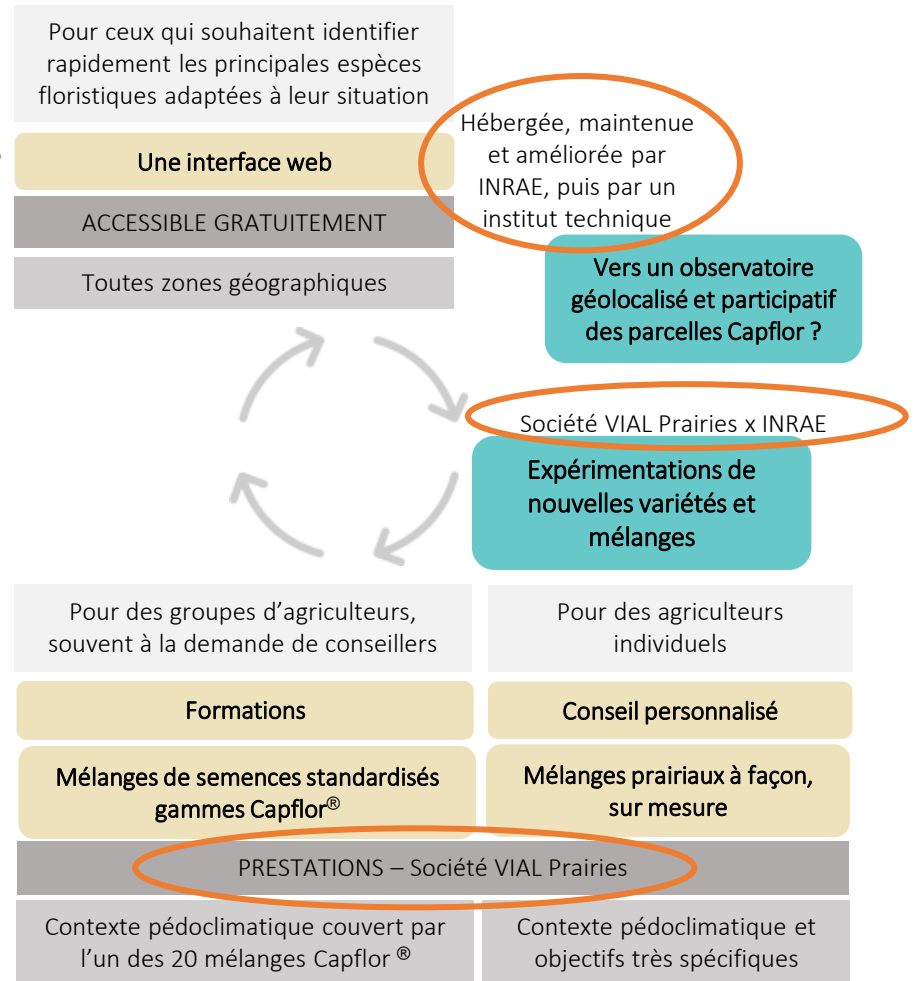 Pour ceux qui souhaitent identifier
rapidement les principales espèces
floristiques adaptées à leur situation
Une interface web
ACCESSIBLE GRATUITEMENT
Toutes zones géographiques
Hébergée, maintenue
et améliorée par
INRAE, puis par un
institut technique
Vers un observatoire
géolocalisé et participatif
des parcelles Capflor ?
Société VIAL Prairies x INRAE
Expérimentations de
nouvelles variétés et
mélanges
Pour des groupes d’agriculteurs,
souvent à la demande de conseillers
Formations
Mélanges de semences standardisés
gammes Capflor®
Pour des agriculteurs
individuels
Conseil personnalisé
Mélanges prairiaux à façon,
sur mesure
PRESTATIONS – Société VIAL Prairies
Contexte pédoclimatique couvert par
l’un des 20 mélanges Capflor ®
Contexte pédoclimatique et
objectifs très spécifiques